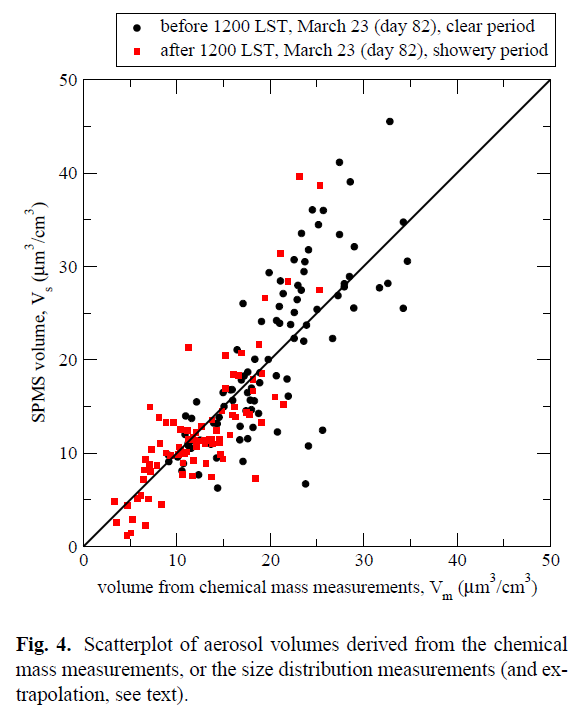 before 1200 LST, March 23 (day 82), clear period
after 1200 LST, March 23 (day 82), showery period
50
40
30
20
10
0
SPMS volume, Vₛ (μm³/cm³)
0 10 20 30 40 50
volume from chemical mass measurements, Vₘ (μm³/cm³)
Fig. 4. Scatterplot of aerosol volumes derived from the chemical
mass measurements, or the size distribution measurements (and ex-
trapolation, see text).